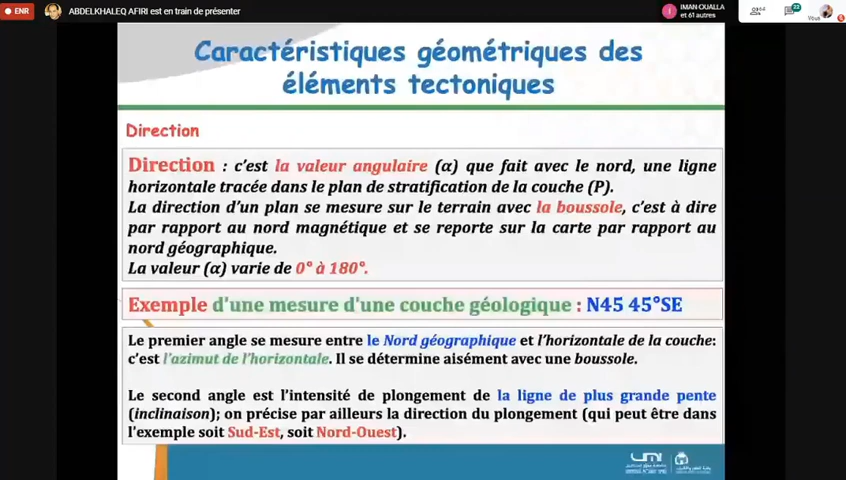 ENR
ABDELKHALEQ AFIRI est en train de présenter
IMAN OUALLA
et 61 autres
22
Vous
Caractéristiques géométriques des
éléments tectoniques
Direction
Direction : c'est la valeur angulaire (α) que fait avec le nord, une ligne
horizontale tracée dans le plan de stratification de la couche (P).
La direction d'un plan se mesure sur le terrain avec la boussole, c'est à dire
par rapport au nord magnétique et se reporte sur la carte par rapport au
nord géographique.
La valeur (α) varie de 0° à 180°.
Exemple d'une mesure d'une couche géologique : N45 45°SE
Le premier angle se mesure entre le Nord géographique et l'horizontale de la couche:
c'est l'azimut de l'horizontale. Il se détermine aisément avec une boussole.
Le second angle est l'intensité de plongement de la ligne de plus grande pente
(inclinaison); on précise par ailleurs la direction du plongement (qui peut être dans
l'exemple soit Sud-Est, soit Nord-Ouest).